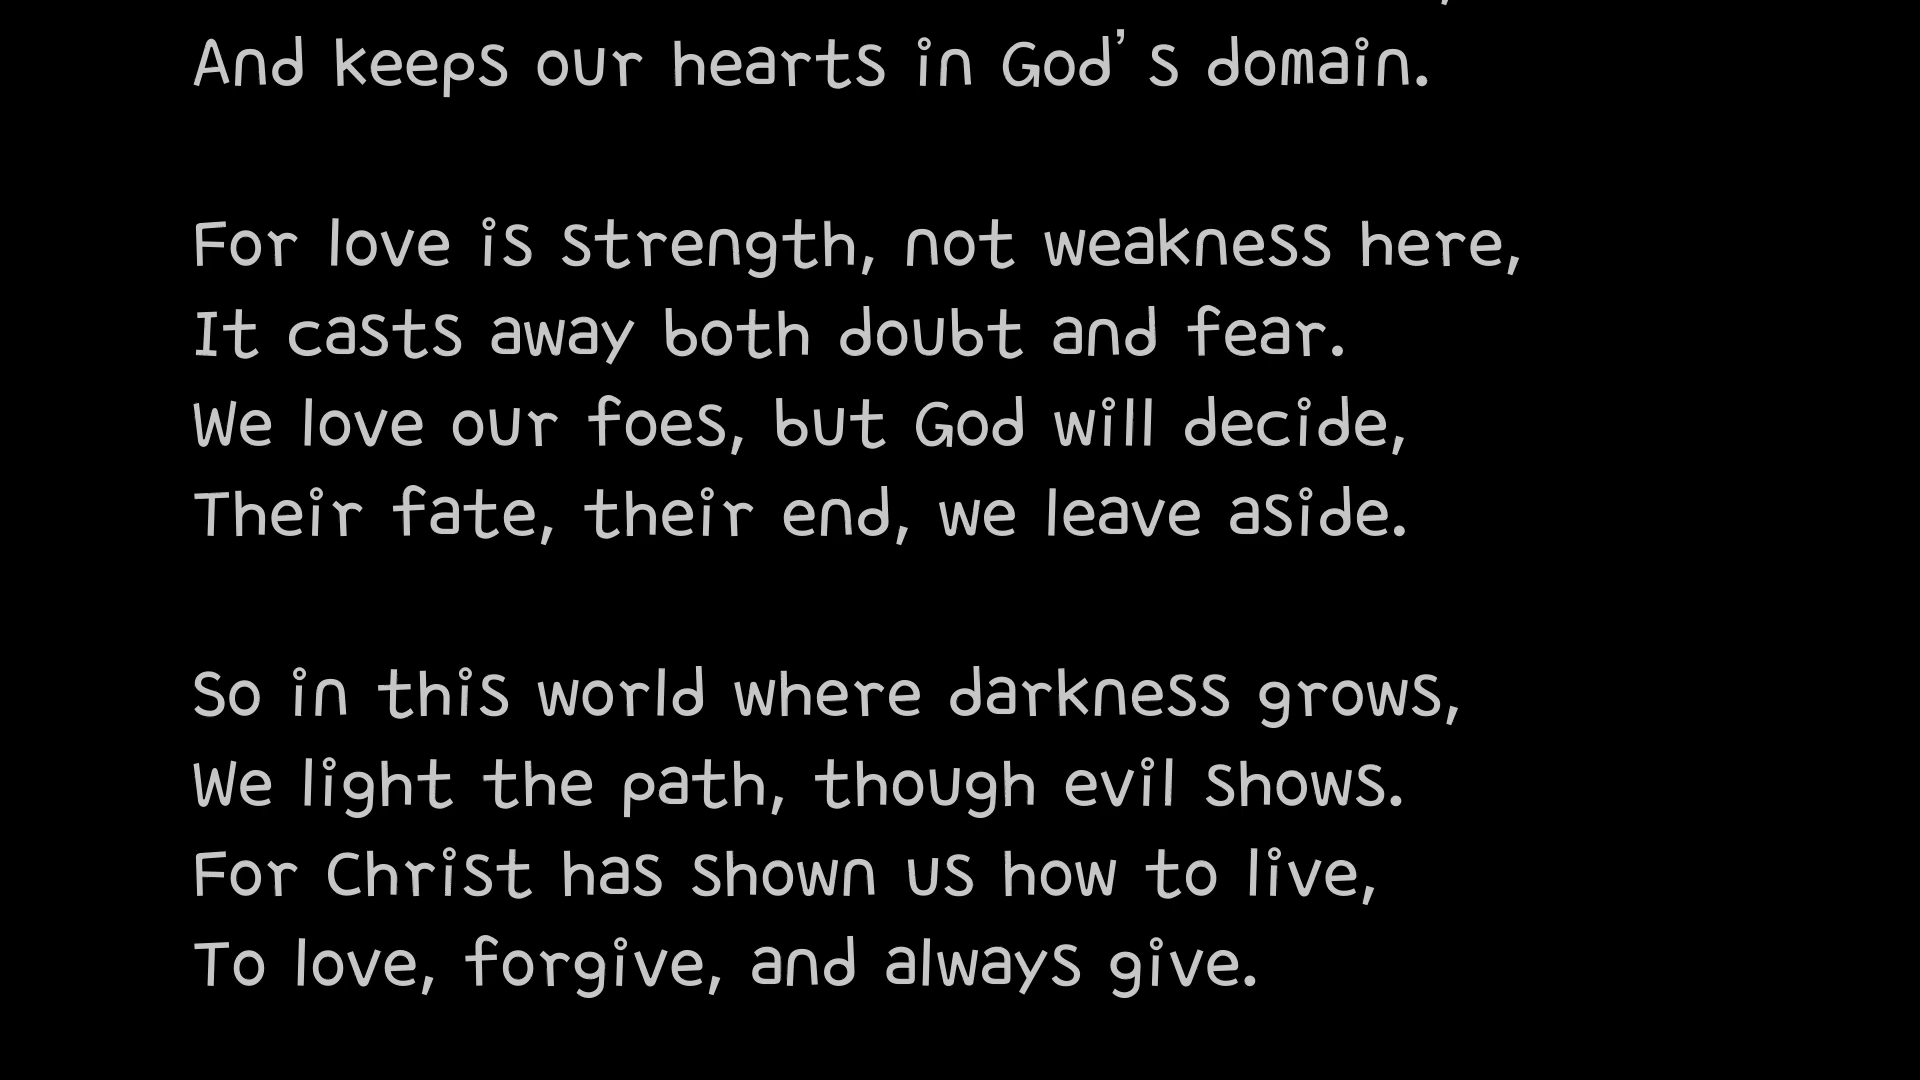 And keeps our hearts in God's domain.
For love is strength, not weakness here,
It casts away both doubt and fear.
We love our foes, but God will decide,
Their fate, their end, we leave aside.
So in this world where darkness grows,
We light the path, though evil shows.
For Christ has shown us how to live,
To love, forgive, and always give.